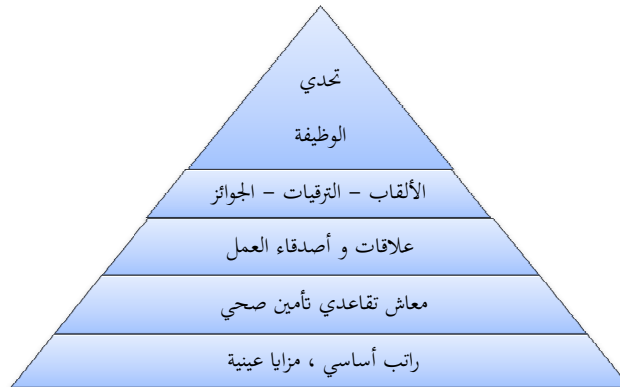 تحدي
الوظيفة
الألقاب – الترقيات – الجوائز
علاقات و أصدقاء العمل
معاش تقاعدي تأمين صحي
راتب أساسي ، مزايا عينية